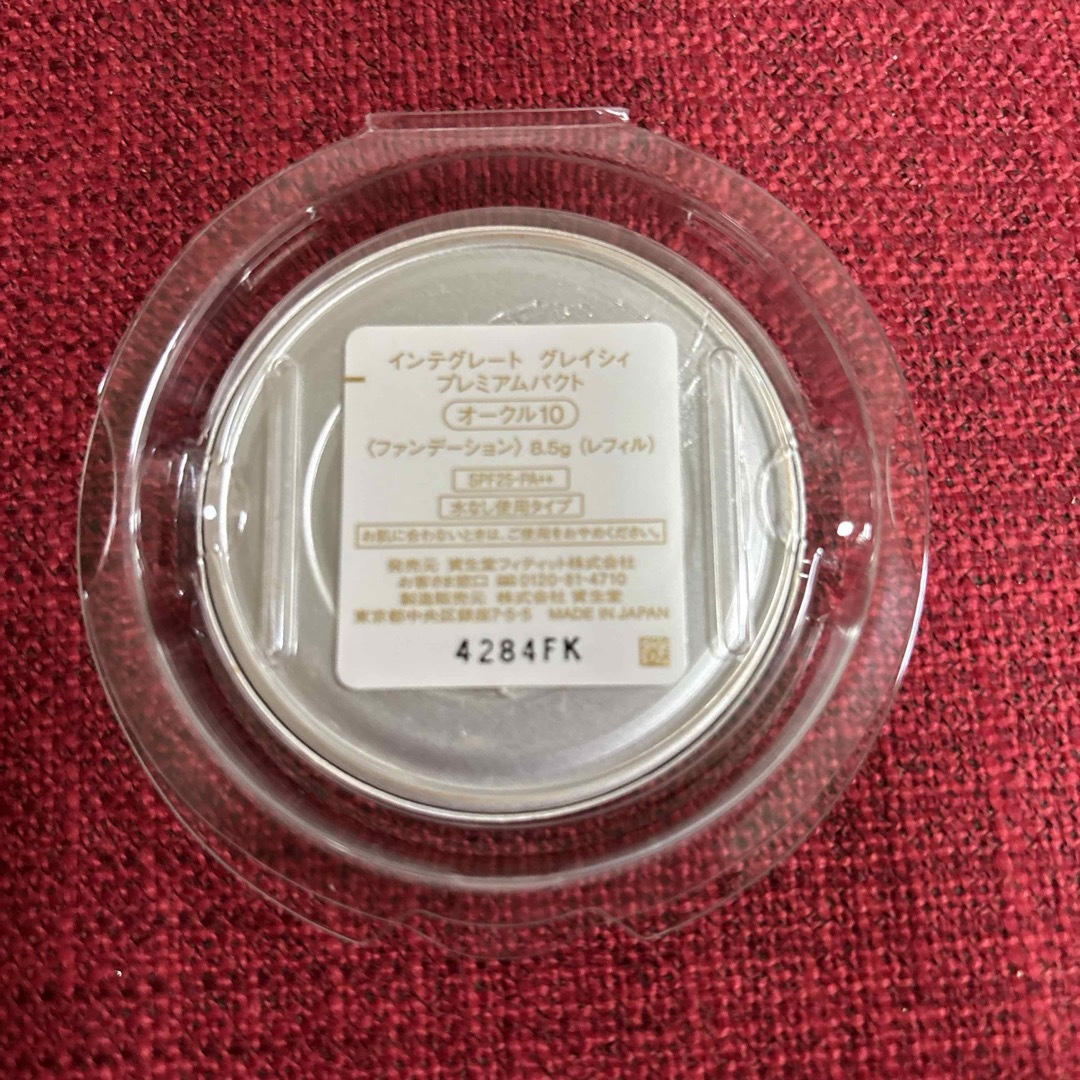 インテグレート グレイシィ
プレミアムパクト
オークル10
〈ファンデーション〉 8.5g (レフィル)
SPF25・PA++
水なし使用タイプ
お肌に合わないときは、ご使用をおやめください。
発売元 資生堂フィティット株式会社
お客さま窓口 0120-81-4710
製造販売元 株式会社 資生堂
東京都中央区銀座7-5-5 MADE IN JAPAN
4284FK